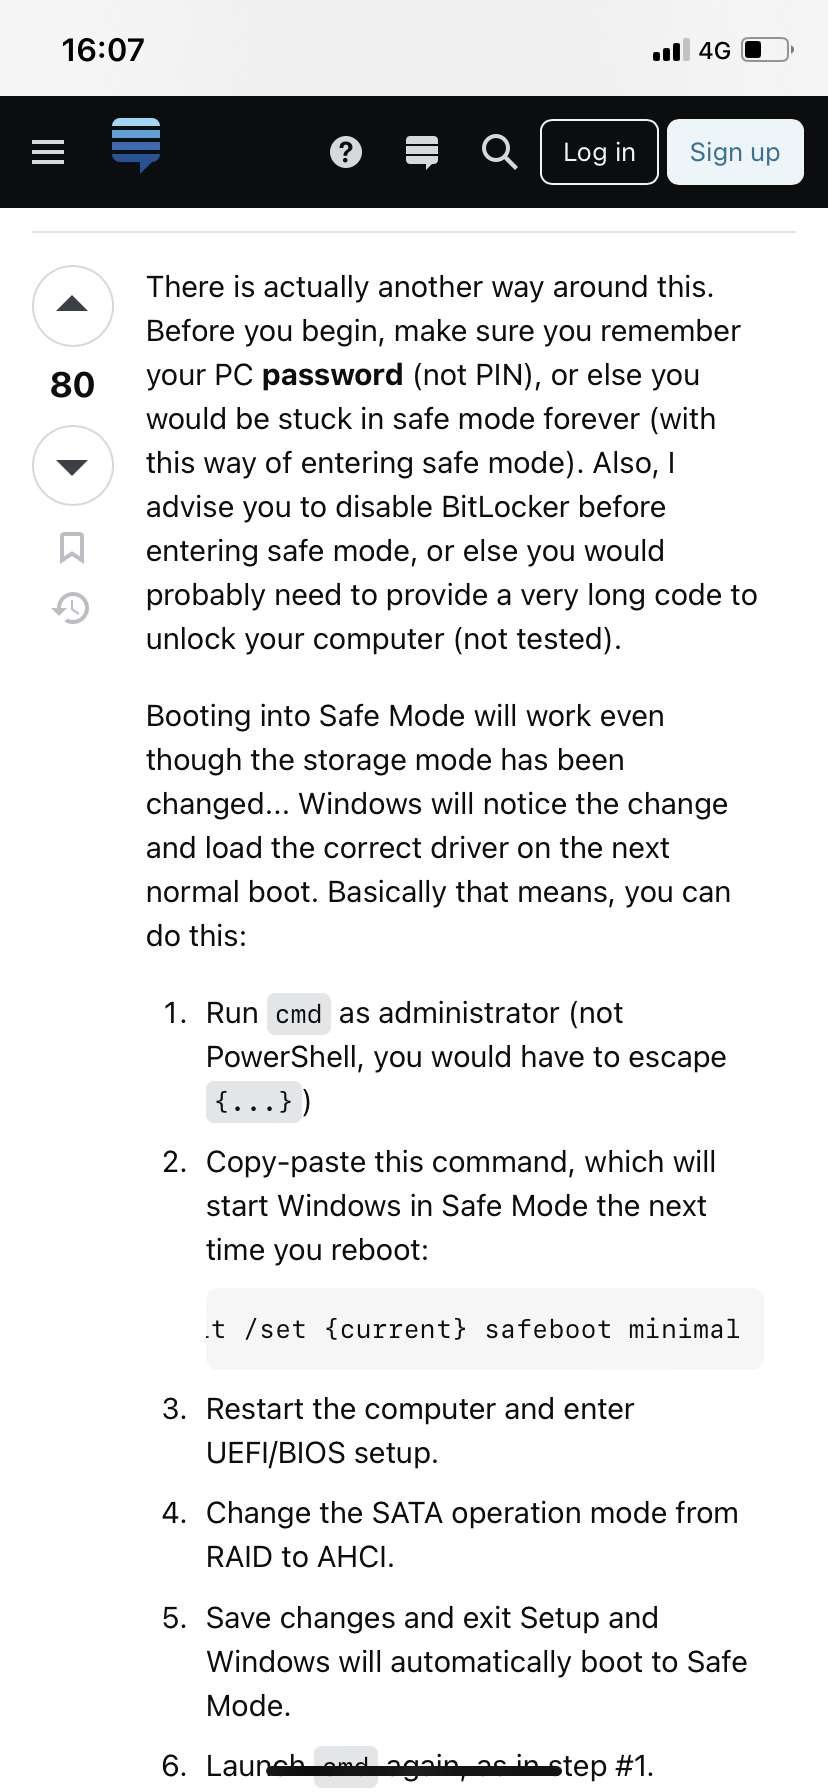 16:07
4G
Log in
Sign up
There is actually another way around this.
Before you begin, make sure you remember
80
your PC password (not PIN), or else you
would be stuck in safe mode forever (with
this way of entering safe mode). Also, I
advise you to disable BitLocker before
entering safe mode, or else you would
probably need to provide a very long code to
unlock your computer (not tested).
Booting into Safe Mode will work even
though the storage mode has been
changed... Windows will notice the change
and load the correct driver on the next
normal boot. Basically that means, you can
do this:
1. Run cmd as administrator (not
PowerShell, you would have to escape
{...})
2. Copy-paste this command, which will
start Windows in Safe Mode the next
time you reboot:
t /set {current} safeboot minimal
3. Restart the computer and enter
UEFI/BIOS setup.
4. Change the SATA operation mode from
RAID to AHCI.
5. Save changes and exit Setup and
Windows will automatically boot to Safe
Mode.
6. Launch cmd again, as in step #1.